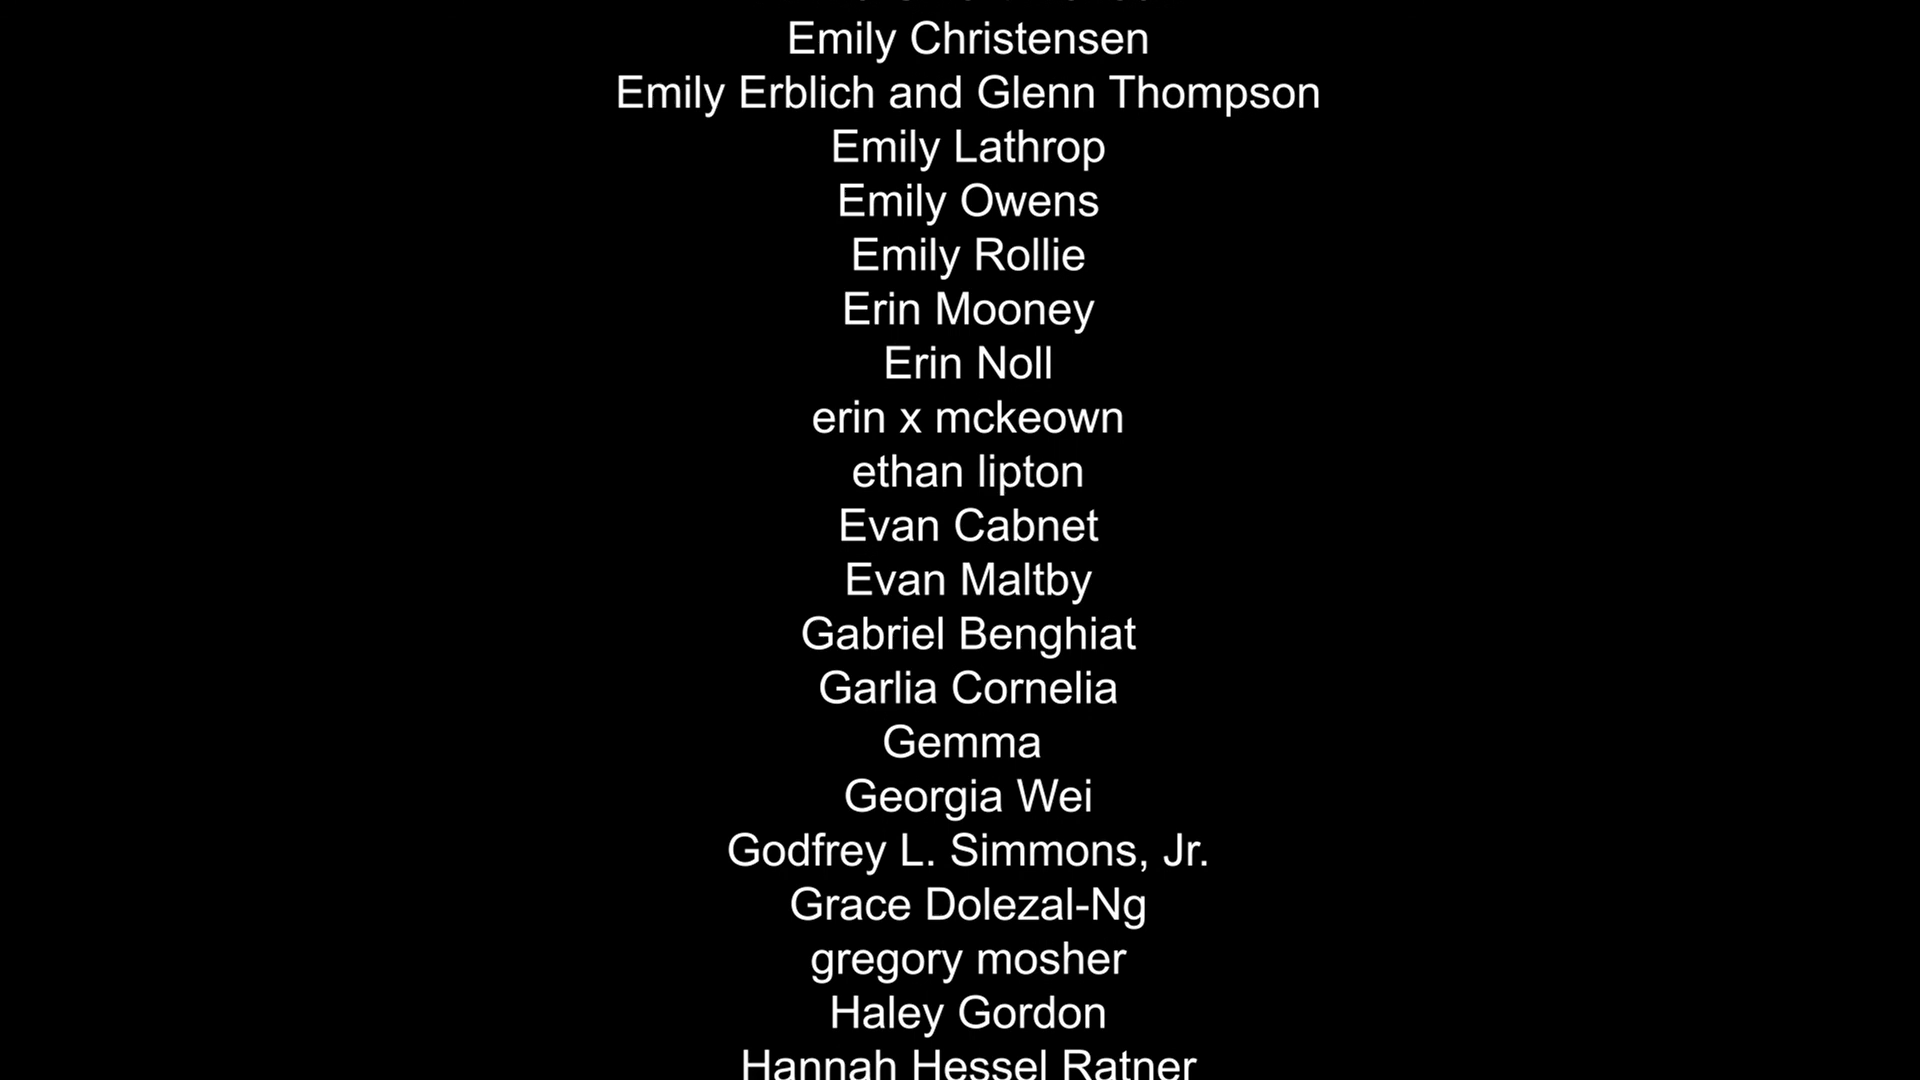 Emily Christensen
Emily Erblich and Glenn Thompson
Emily Lathrop
Emily Owens
Emily Rollie
Erin Mooney
Erin Noll
erin x mckeown
ethan lipton
Evan Cabnet
Evan Maltby
Gabriel Benghiat
Garlia Cornelia
Gemma
Georgia Wei
Godfrey L. Simmons, Jr.
Grace Dolezal-Ng
gregory mosher
Haley Gordon
Hannah Hessel Ratner